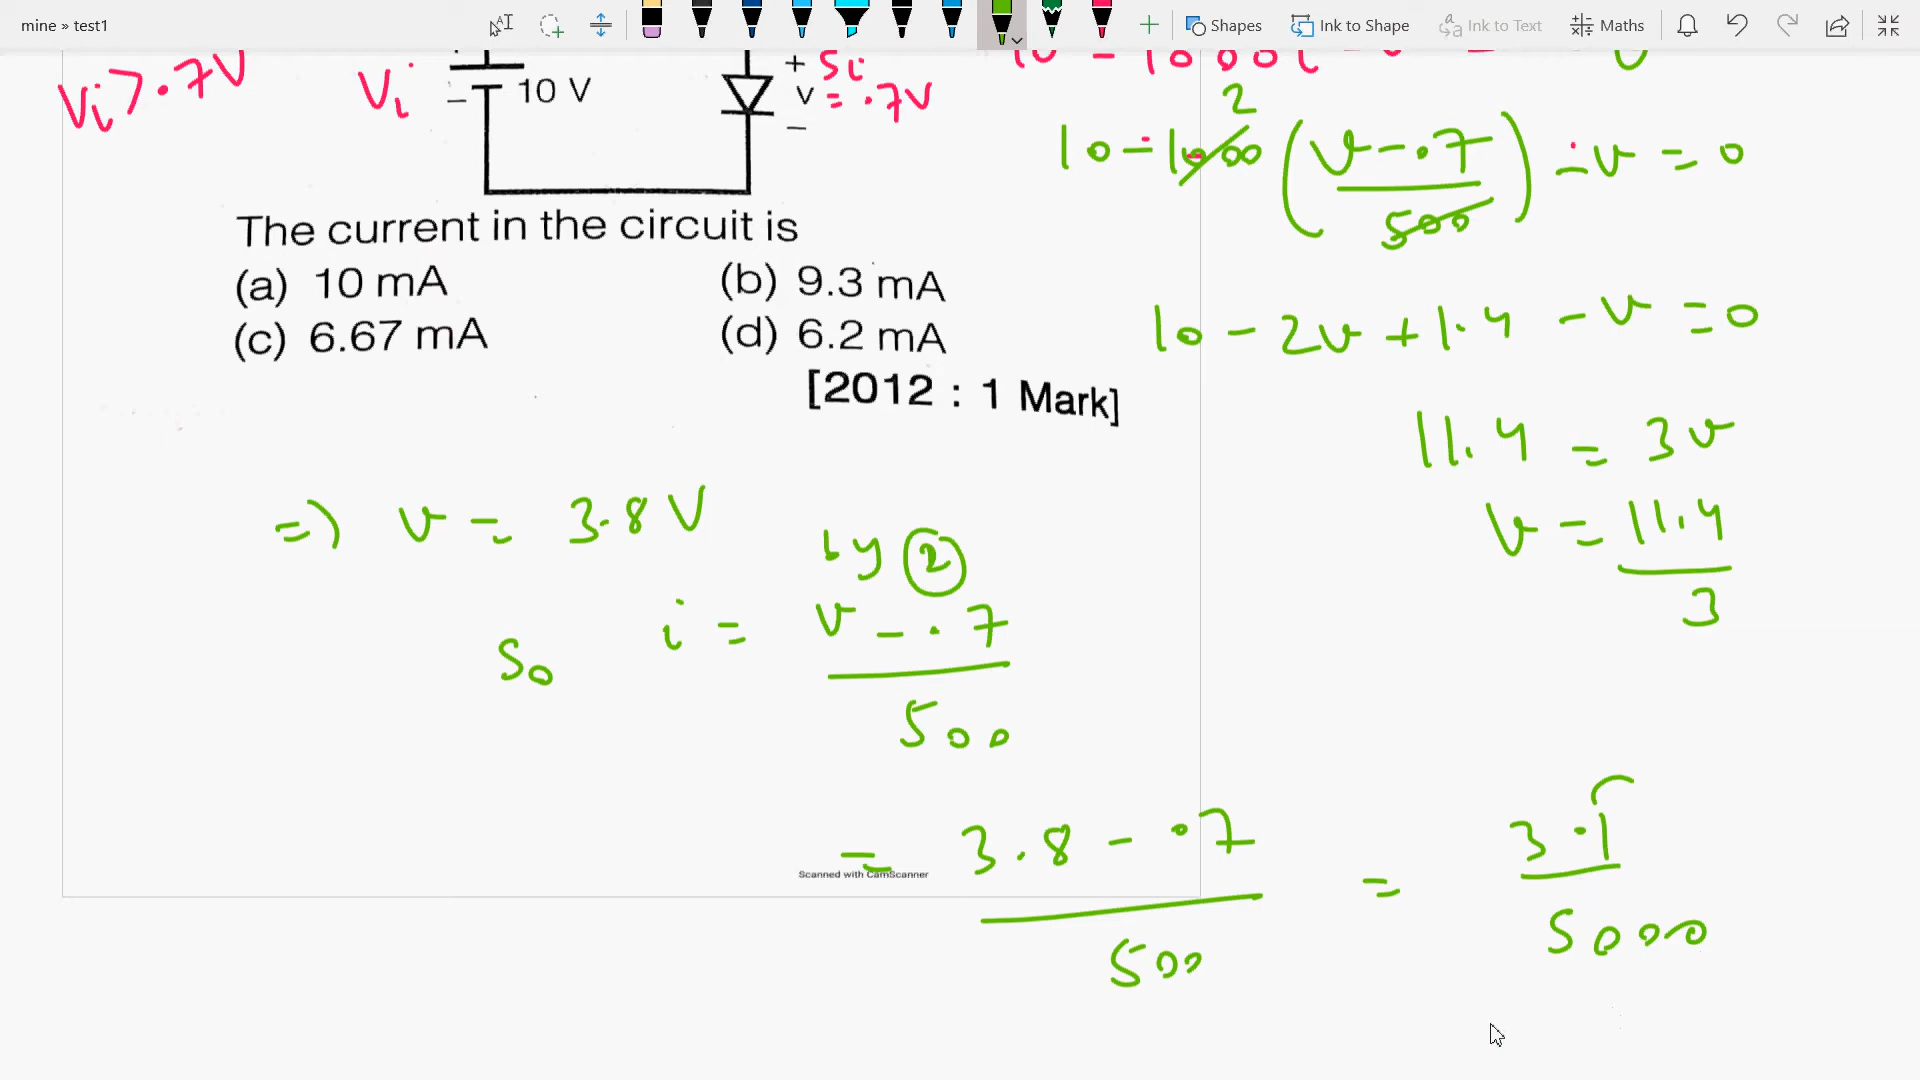 mine » test1
Shapes Ink to Shape Ink to Text Maths
Vi > .7V Vi - 10 V + Si
V = .7V
-
10 - 1000 2 ( v - .7 / 500 ) - v = 0
The current in the circuit is
(a) 10 mA (b) 9.3 mA
(c) 6.67 mA (d) 6.2 mA
[2012 : 1 Mark]
10 - 2v + 1.4 - v = 0
11.4 = 3v
v = 11.4
3
=> v = 3.8 V
by 2
So i = v - .7
500
= 3.8 - .7
500
= 3.1
5000
Scanned with CamScanner